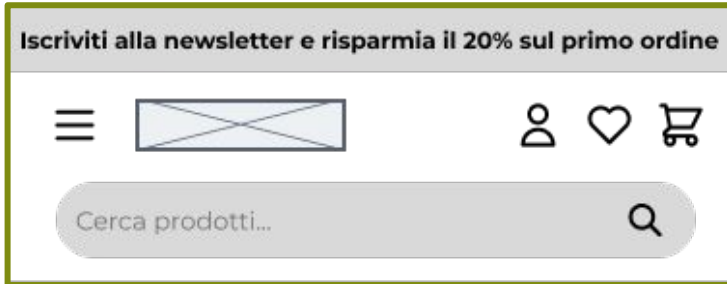 Iscriviti alla newsletter e risparmia il 20% sul primo ordine
Cerca prodotti...